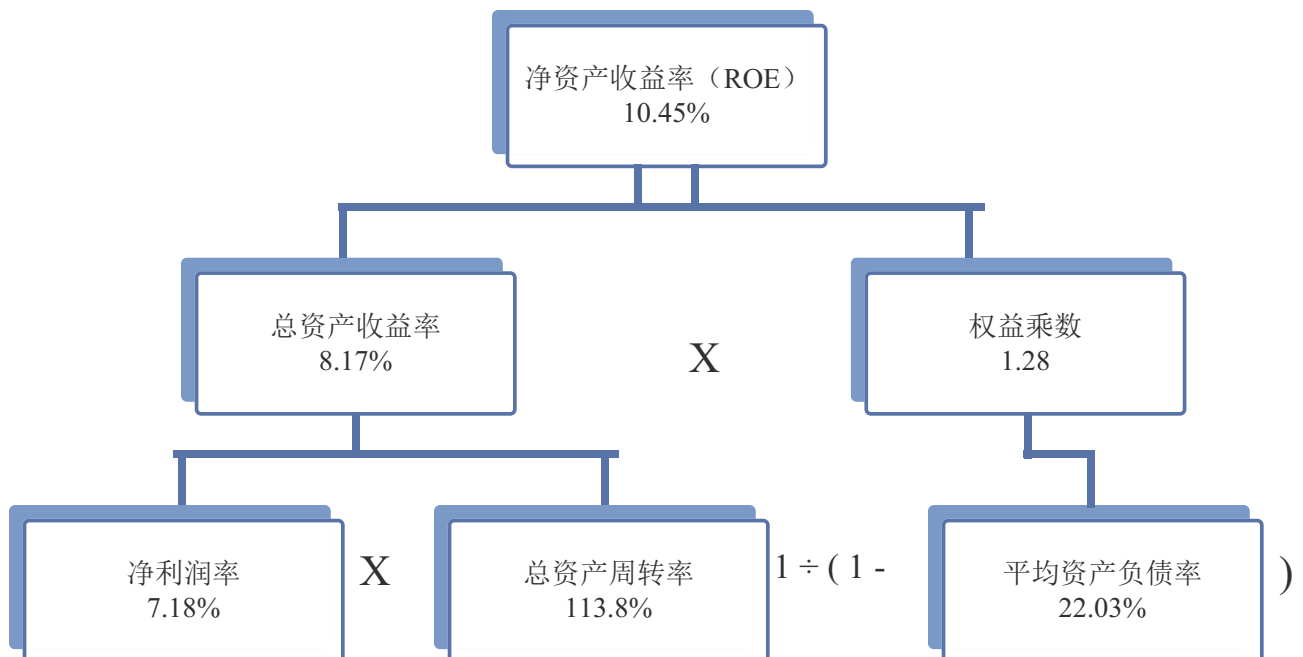 净资产收益率（ROE）
10.45%
总资产收益率
8.17%
X
权益乘数
1.28
净利润率
7.18%
X
总资产周转率
113.8%
1 ÷ ( 1 -
平均资产负债率
22.03%
)